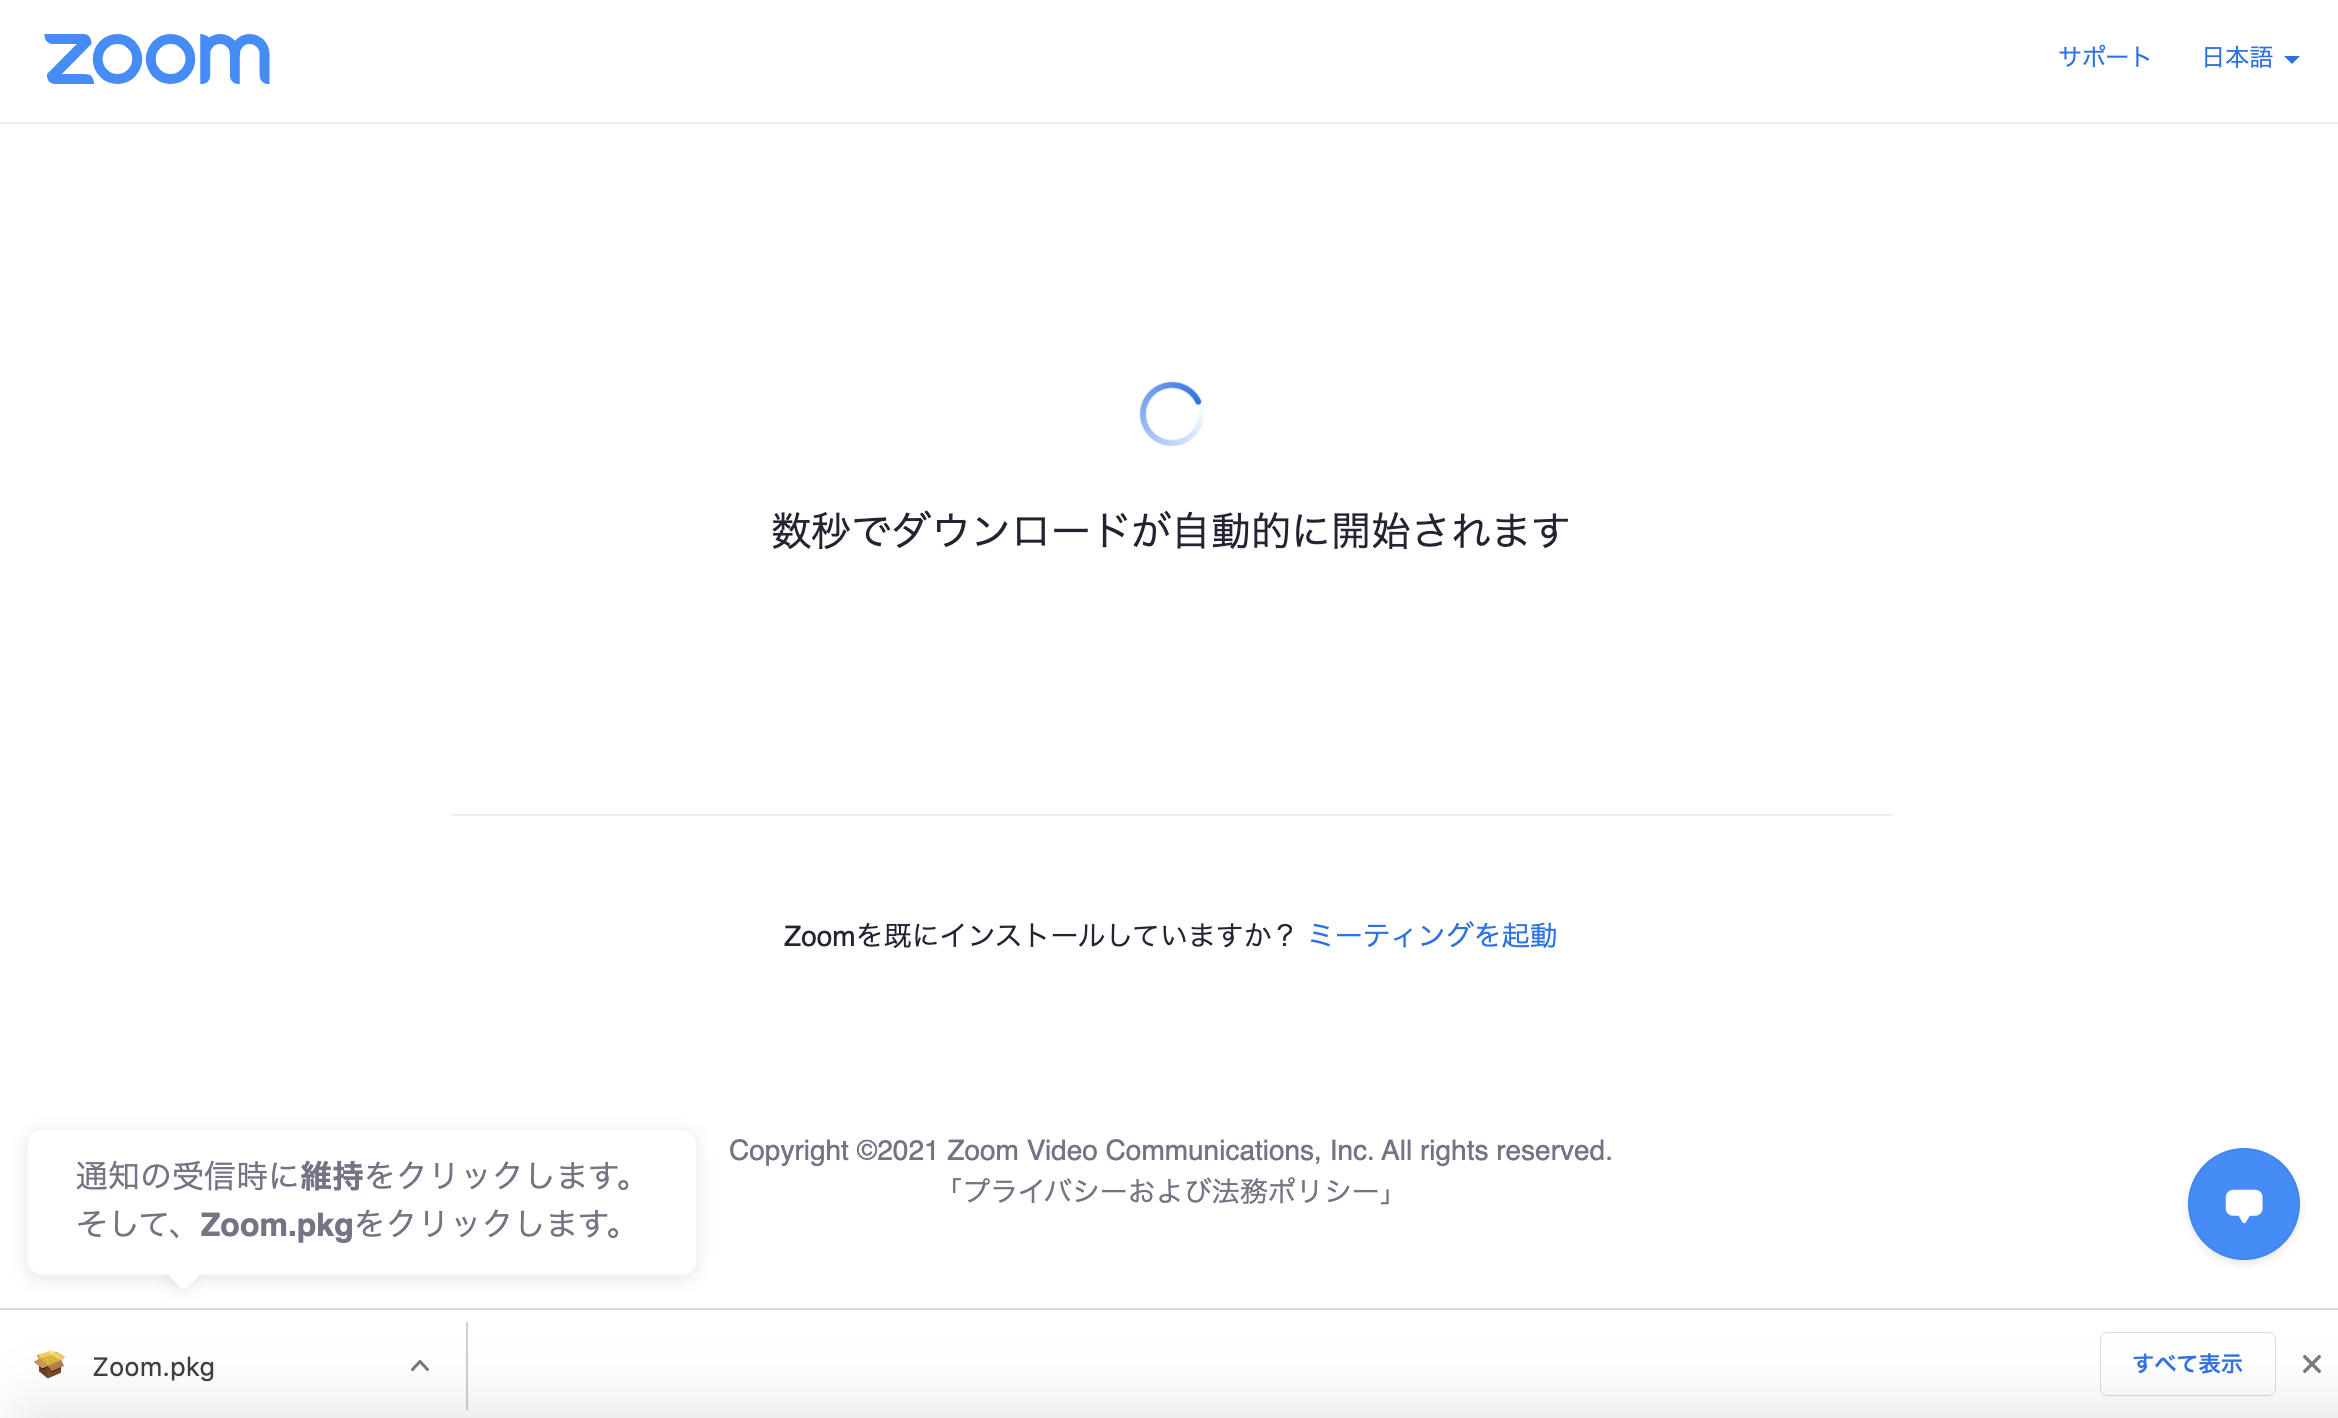 zoom
サポート 日本語
数秒でダウンロードが自動的に開始されます
Zoomを既にインストールしていますか？ ミーティングを起動
Copyright ©2021 Zoom Video Communications, Inc. All rights reserved.
「プライバシーおよび法務ポリシー」
通知の受信時に維持をクリックします。
そして、Zoom.pkgをクリックします。
Zoom.pkg
すべて表示